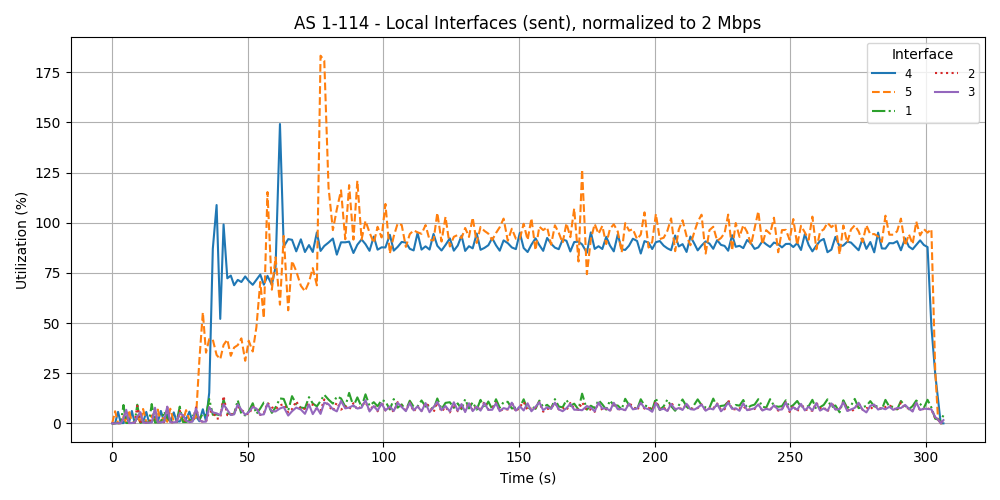 AS 1-114 - Local Interfaces (sent), normalized to 2 Mbps
Interface
4
5
1
2
3
Utilization (%)
175
150
125
100
75
50
25
0
0 50 100 150 200 250 300
Time (s)